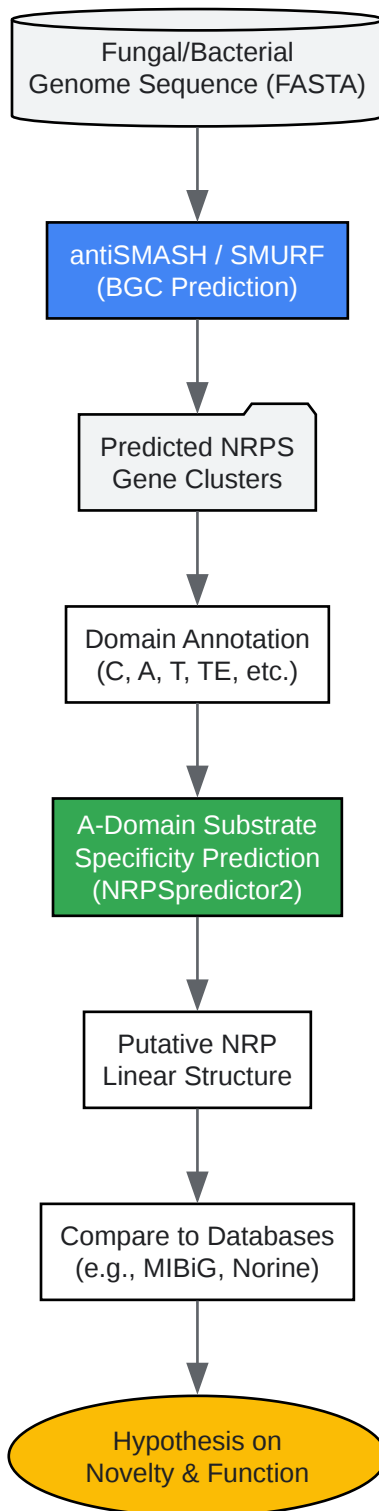 Fungal/Bacterial
Genome Sequence (FASTA)
antiSMASH / SMURF
(BGC Prediction)
Predicted NRPS
Gene Clusters
Domain Annotation
(C, A, T, TE, etc.)
A-Domain Substrate
Specificity Prediction
(NRPSpredictor2)
Putative NRP
Linear Structure
Compare to Databases
(e.g., MIBiG, Norine)
Hypothesis on
Novelty & Function